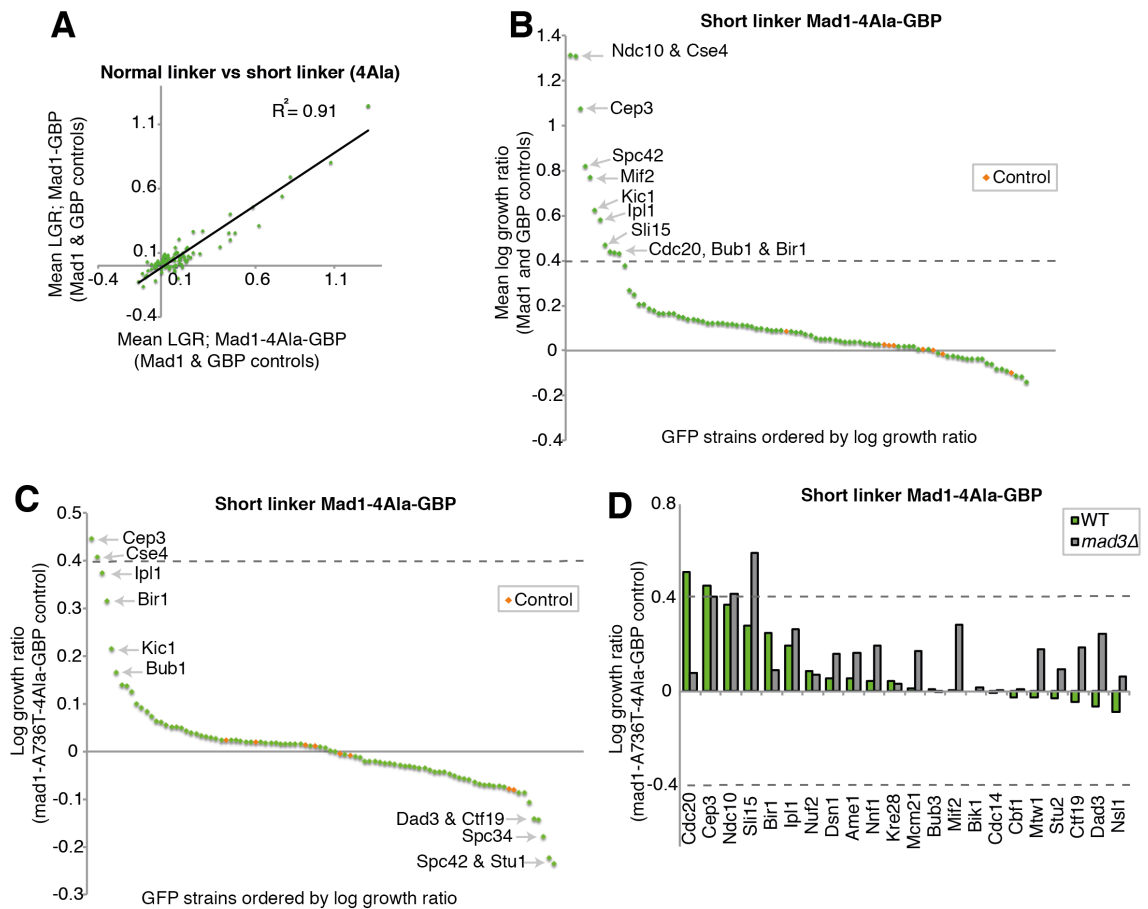 A
Normal linker vs short linker (4Ala)
R²= 0.91
Mean LGR; Mad1-GBP
(Mad1 & GBP controls)
1.1
0.6
0.1
-0.4
-0.4
0.1
0.6
1.1
Mean LGR; Mad1-4Ala-GBP
(Mad1 & GBP controls)
B
Short linker Mad1-4Ala-GBP
Mean log growth ratio
(Mad1 and GBP controls)
1.4
1.2
1
0.8
0.6
0.4
0.2
0
-0.2
-0.4
Ndc10 & Cse4
Cep3
Spc42
Mif2
Kic1
Ipl1
Sli15
Cdc20, Bub1 & Bir1
Control
GFP strains ordered by log growth ratio
C
Short linker Mad1-4Ala-GBP
Log growth ratio
(mad1-A736T-4Ala-GBP control)
0.5
0.4
0.3
0.2
0.1
0
-0.1
-0.2
-0.3
Cep3
Cse4
Ipl1
Bir1
Kic1
Bub1
Control
Dad3 & Ctf19
Spc34
Spc42 & Stu1
GFP strains ordered by log growth ratio
D
Short linker Mad1-4Ala-GBP
WT
mad3Δ
Log growth ratio
(mad1-A736T-4Ala-GBP control)
0.8
0.4
0
-0.4
Cdc20
Cep3
Ndc10
Sli15
Bir1
Ipl1
Nuf2
Dsn1
Ame1
Nnf1
Kre28
Mcm21
Bub3
Mif2
Bik1
Cdc14
Cbf1
Mtw1
Stu2
Ctf19
Dad3
Nsl1